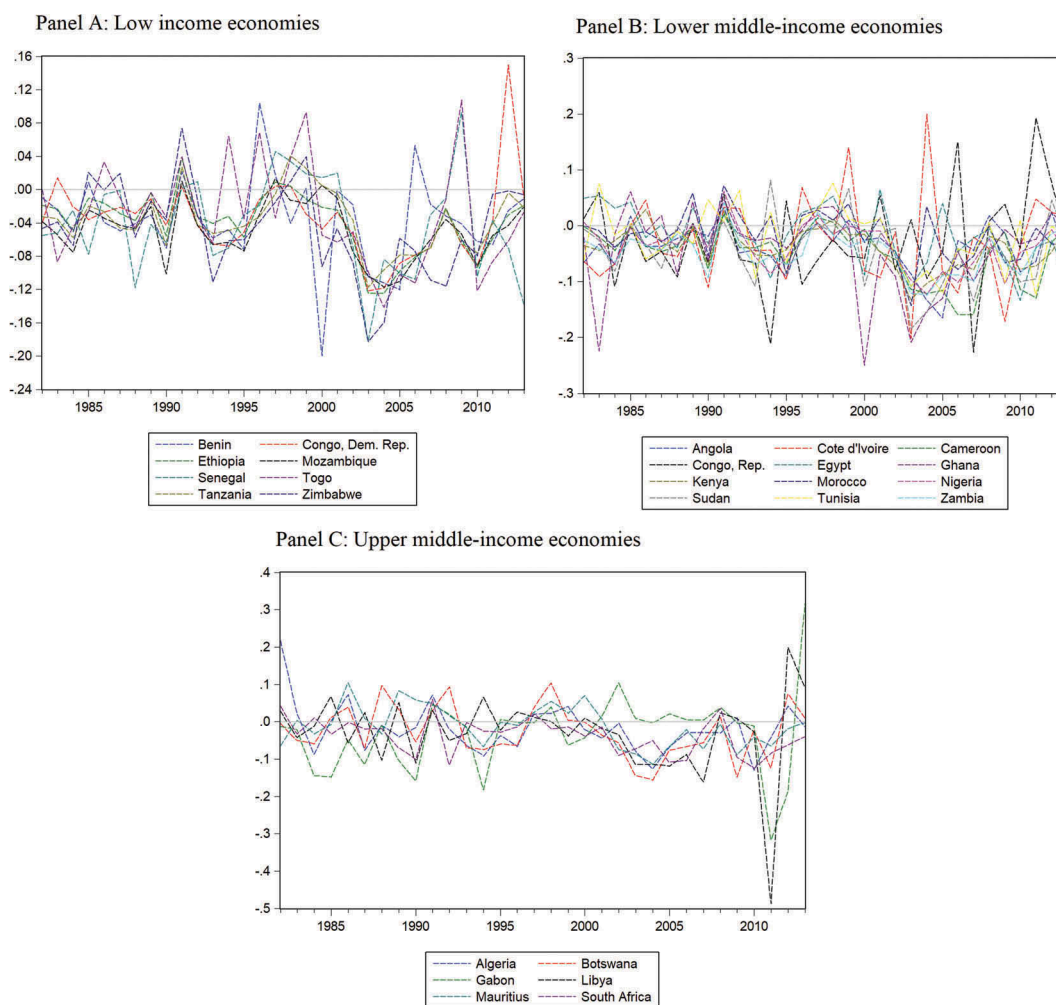 Panel A: Low income economies
.16
.12
.08
.04
.00
-.04
-.08
-.12
-.16
-.20
-.24
1985 1990 1995 2000 2005 2010
Benin Congo, Dem. Rep.
Ethiopia Mozambique
Senegal Togo
Tanzania Zimbabwe
Panel B: Lower middle-income economies
.3
.2
.1
.0
-.1
-.2
-.3
1985 1990 1995 2000 2005 2010
Angola Cote d'Ivoire Cameroon
Congo, Rep. Egypt Ghana
Kenya Morocco Nigeria
Sudan Tunisia Zambia
Panel C: Upper middle-income economies
.4
.3
.2
.1
.0
-.1
-.2
-.3
-.4
-.5
1985 1990 1995 2000 2005 2010
Algeria Botswana
Gabon Libya
Mauritius South Africa